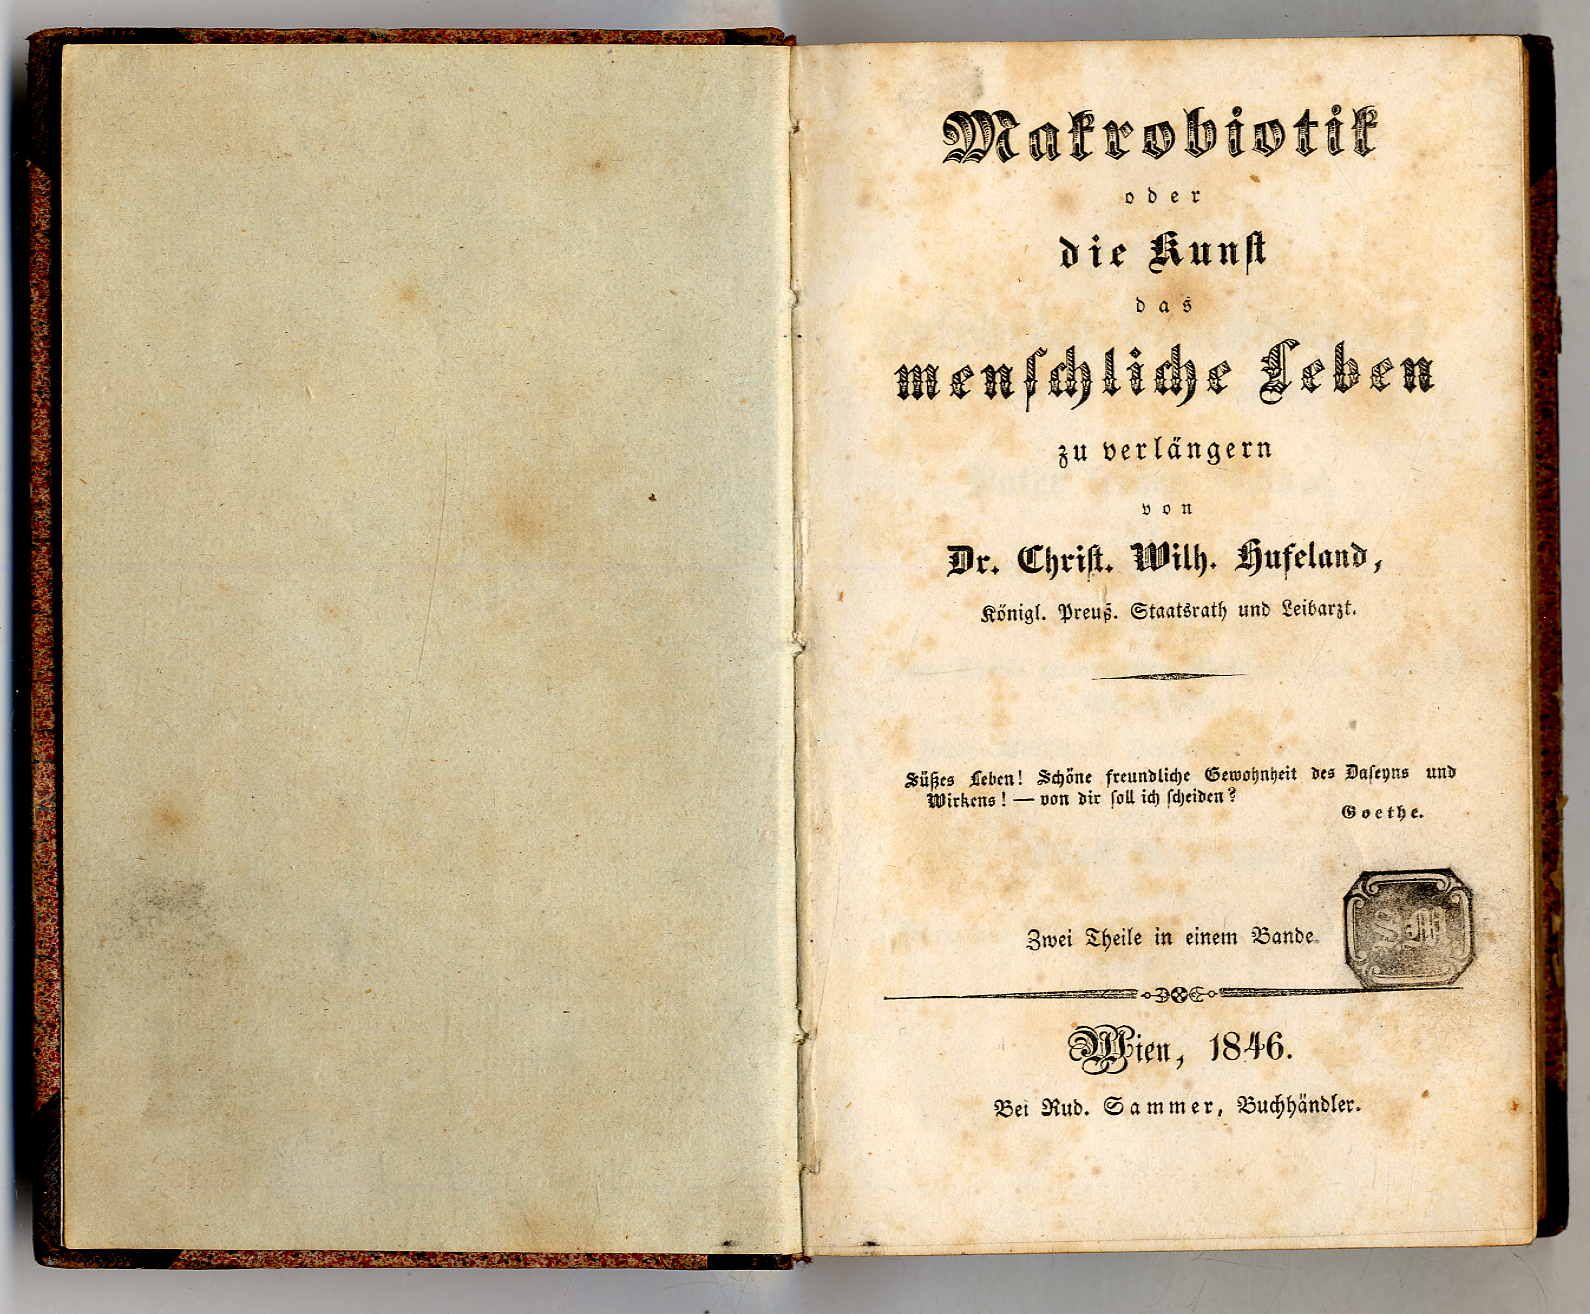 Makrobiotik
oder
die Kunst
das
menschliche Leben
zu verlängern
von
Dr. Christ. Wilh. Hufeland,
Königl. Preuß. Staatsrath und Leibarzt.
Süßes Leben! Schöne freundliche Gewohnheit des Daseyns und
Wirkens! — von dir soll ich scheiden?
Goethe.
Zwei Theile in einem Bande.
Wien, 1846.
Bei Rud. Sammer, Buchhändler.